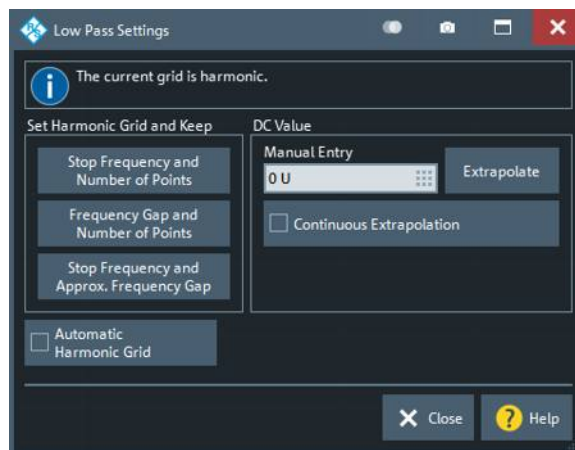 Low Pass Settings
The current grid is harmonic.
Set Harmonic Grid and Keep
DC Value
Stop Frequency and
Number of Points
Frequency Gap and
Number of Points
Stop Frequency and
Approx. Frequency Gap
Manual Entry
0 U
Extrapolate
Continuous Extrapolation
Automatic
Harmonic Grid
Close
? Help